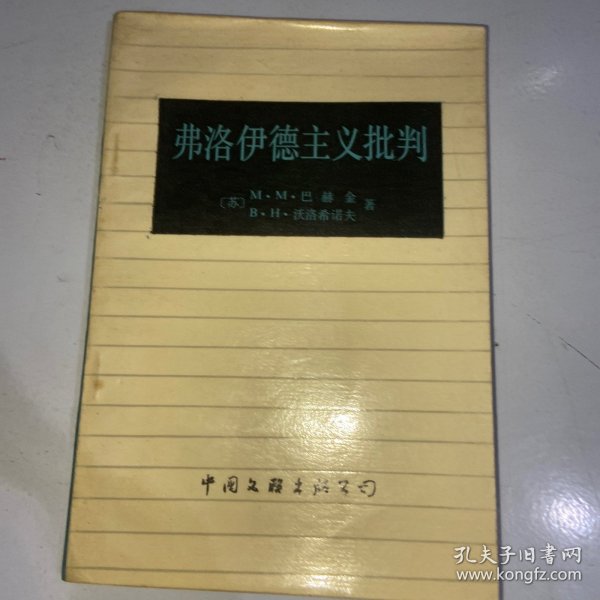 弗洛伊德主义批判
〔苏〕M·M·巴赫金
B·H·沃洛希诺夫
著
中国文联出版公司
孔夫子旧书网
www.kongfz.com